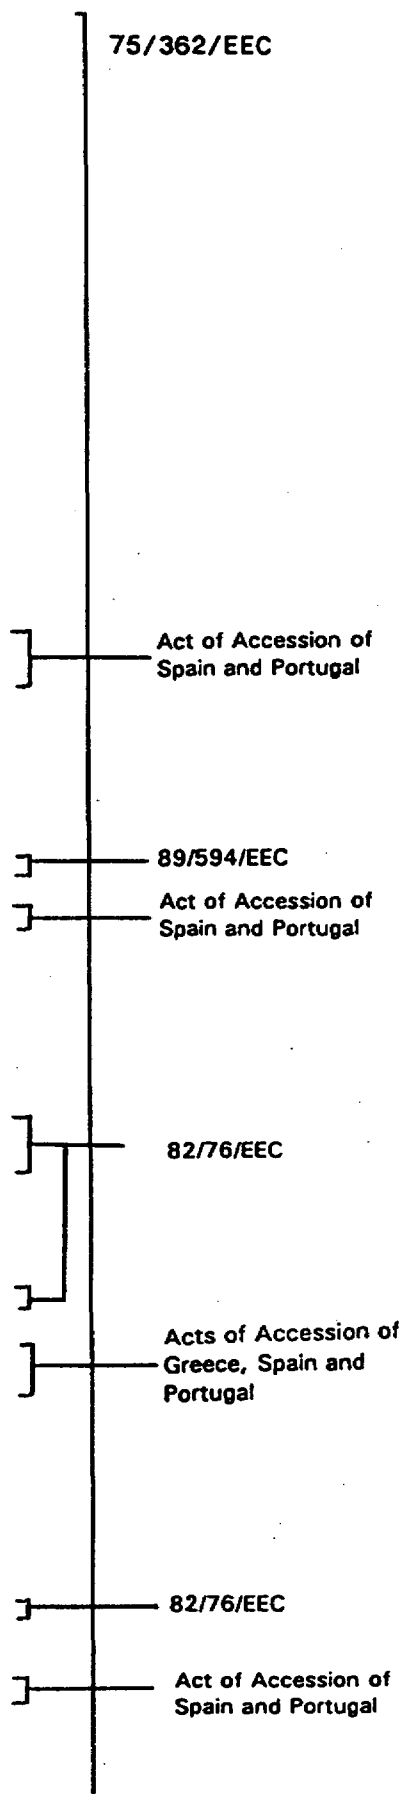 75/362/EEC
Act of Accession of
Spain and Portugal
89/594/EEC
Act of Accession of
Spain and Portugal
82/76/EEC
Acts of Accession of
Greece, Spain and
Portugal
82/76/EEC
Act of Accession of
Spain and Portugal